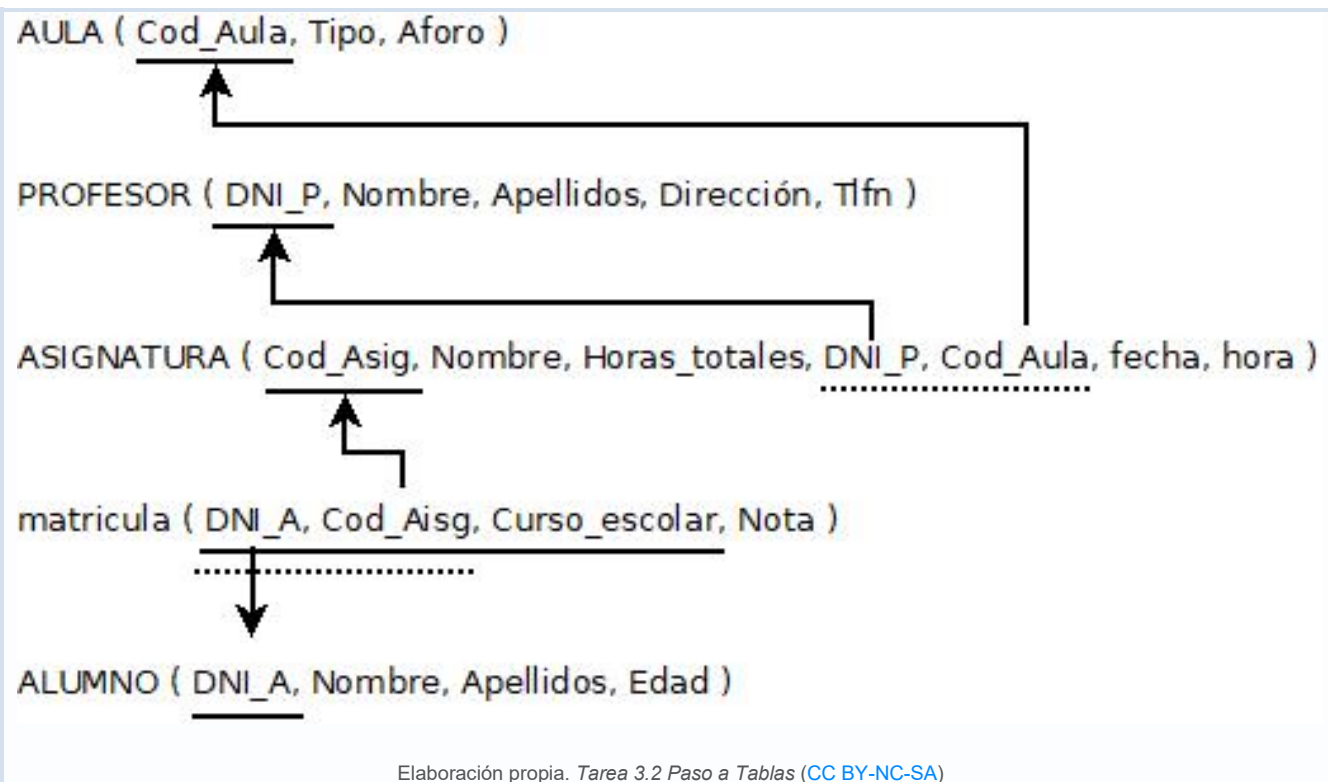 AULA ( Cod_Aula, Tipo, Aforo )
PROFESOR ( DNI_P, Nombre, Apellidos, Dirección, Tlfn )
ASIGNATURA ( Cod_Asig, Nombre, Horas_totales, DNI_P, Cod_Aula, fecha, hora )
matricula ( DNI_A, Cod_Aisg, Curso_escolar, Nota )
ALUMNO ( DNI_A, Nombre, Apellidos, Edad )
Elaboración propia. Tarea 3.2 Paso a Tablas (CC BY-NC-SA)